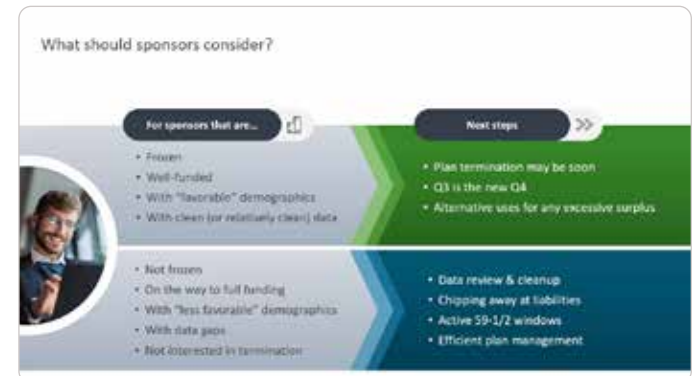 What should sponsors consider?
For sponsors that are...
Next steps
• Frozen
• Well-funded
• With "favorable" demographics
• With clean (or relatively clean) data
• Plan termination may be soon
• Q3 is the new Q4
• Alternative uses for any excessive surplus
• Not frozen
• On the way to full funding
• With "less favorable" demographics
• With data gaps
• Not interested in termination
• Data review & cleanup
• Chipping away at liabilities
• Active 59-1/2 windows
• Efficient plan management